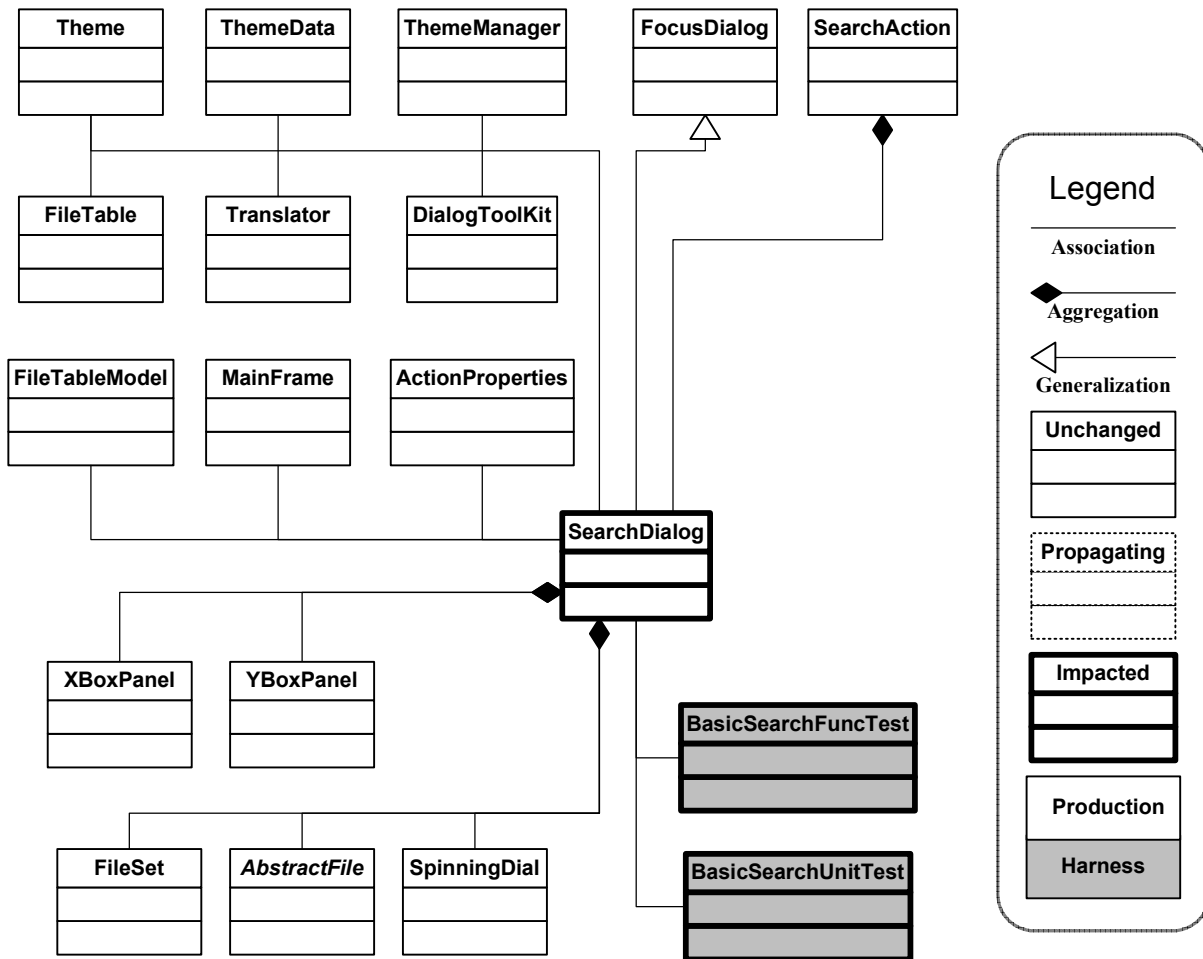 Theme
ThemeData
ThemeManager
FocusDialog
SearchAction
FileTable
Translator
DialogToolKit
FileTableModel
MainFrame
ActionProperties
SearchDialog
XBoxPanel
YBoxPanel
BasicSearchFuncTest
FileSet
AbstractFile
SpinningDial
BasicSearchUnitTest
Legend
Association
Aggregation
Generalization
Unchanged
Propagating
Impacted
Production
Harness